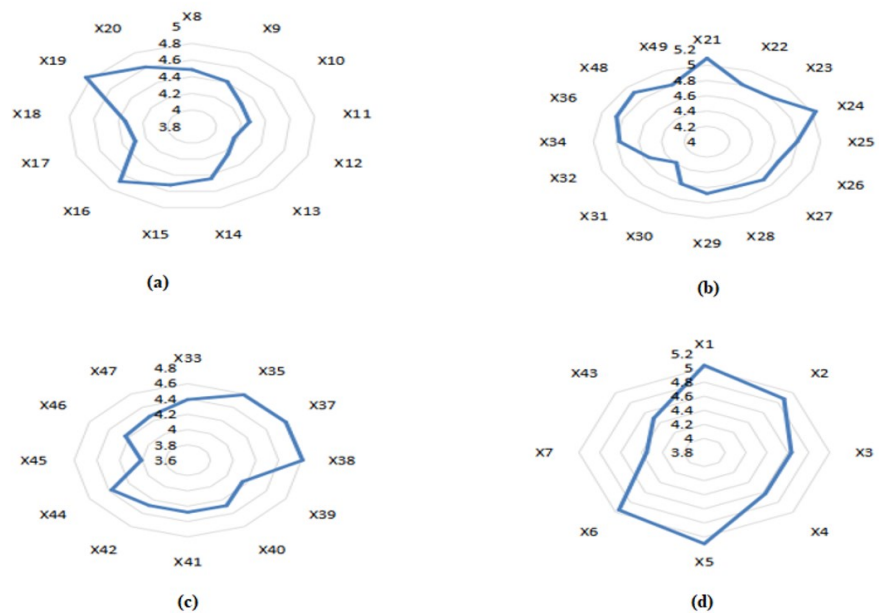 X8
X9
X10
X11
X12
X13
X14
X15
X16
X17
X18
X19
X20
5
4.8
4.6
4.4
4.2
4
3.8
(a)
X21
X22
X23
X24
X25
X26
X27
X28
X29
X30
X31
X32
X34
X36
X48
X49
5.2
5
4.8
4.6
4.4
4.2
4
(b)
X33
X35
X37
X38
X39
X40
X41
X42
X44
X45
X46
X47
4.8
4.6
4.4
4.2
4
3.8
3.6
(c)
X1
X2
X3
X4
X5
X6
X7
X43
5.2
5
4.8
4.6
4.4
4.2
4
3.8
(d)